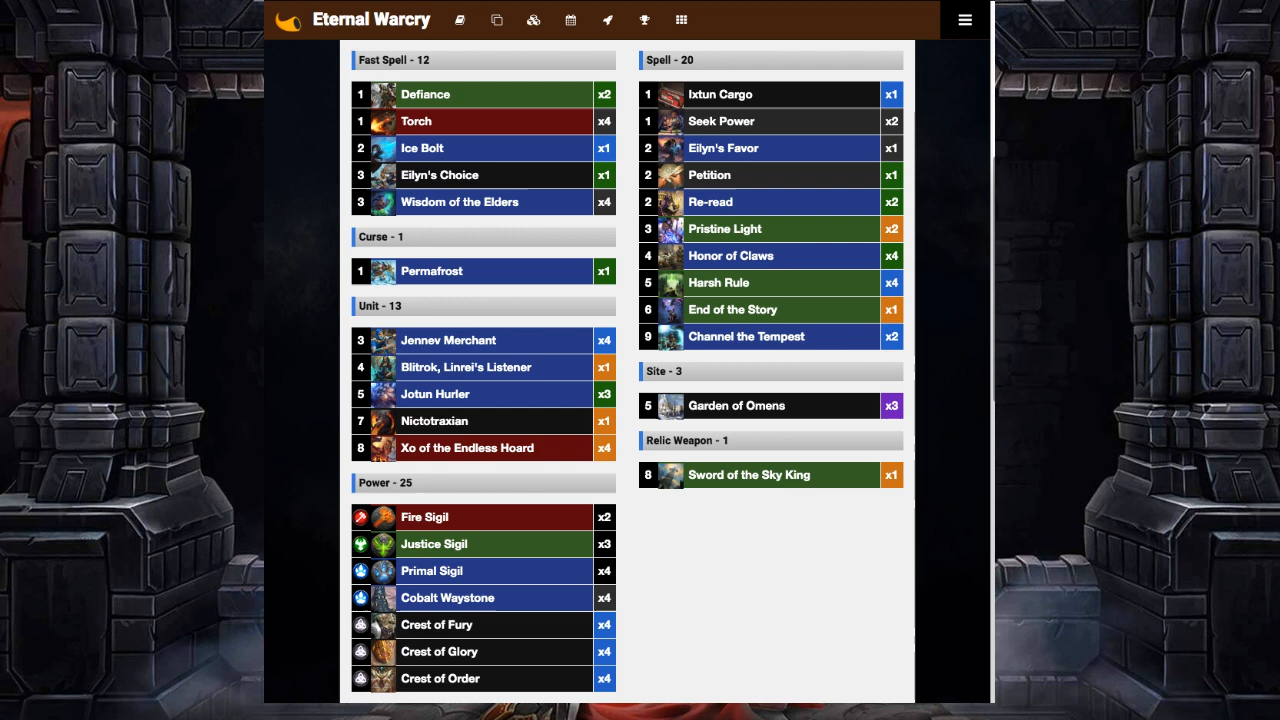 Eternal Warcry
Fast Spell - 12
1 Defiance x2
1 Torch x4
2 Ice Bolt x1
3 Eilyn's Choice x1
3 Wisdom of the Elders x4
Curse - 1
1 Permafrost x1
Unit - 13
3 Jennev Merchant x4
4 Blitrok, Linrei's Listener x1
5 Jotun Hurler x3
7 Nictotraxian x1
8 Xo of the Endless Hoard x4
Power - 25
Fire Sigil x2
Justice Sigil x3
Primal Sigil x4
Cobalt Waystone x4
Crest of Fury x4
Crest of Glory x4
Crest of Order x4
Spell - 20
1 Ixtun Cargo x1
1 Seek Power x2
2 Eilyn's Favor x1
2 Petition x1
2 Re-read x2
3 Pristine Light x2
4 Honor of Claws x4
5 Harsh Rule x4
6 End of the Story x1
9 Channel the Tempest x2
Site - 3
5 Garden of Omens x3
Relic Weapon - 1
8 Sword of the Sky King x1